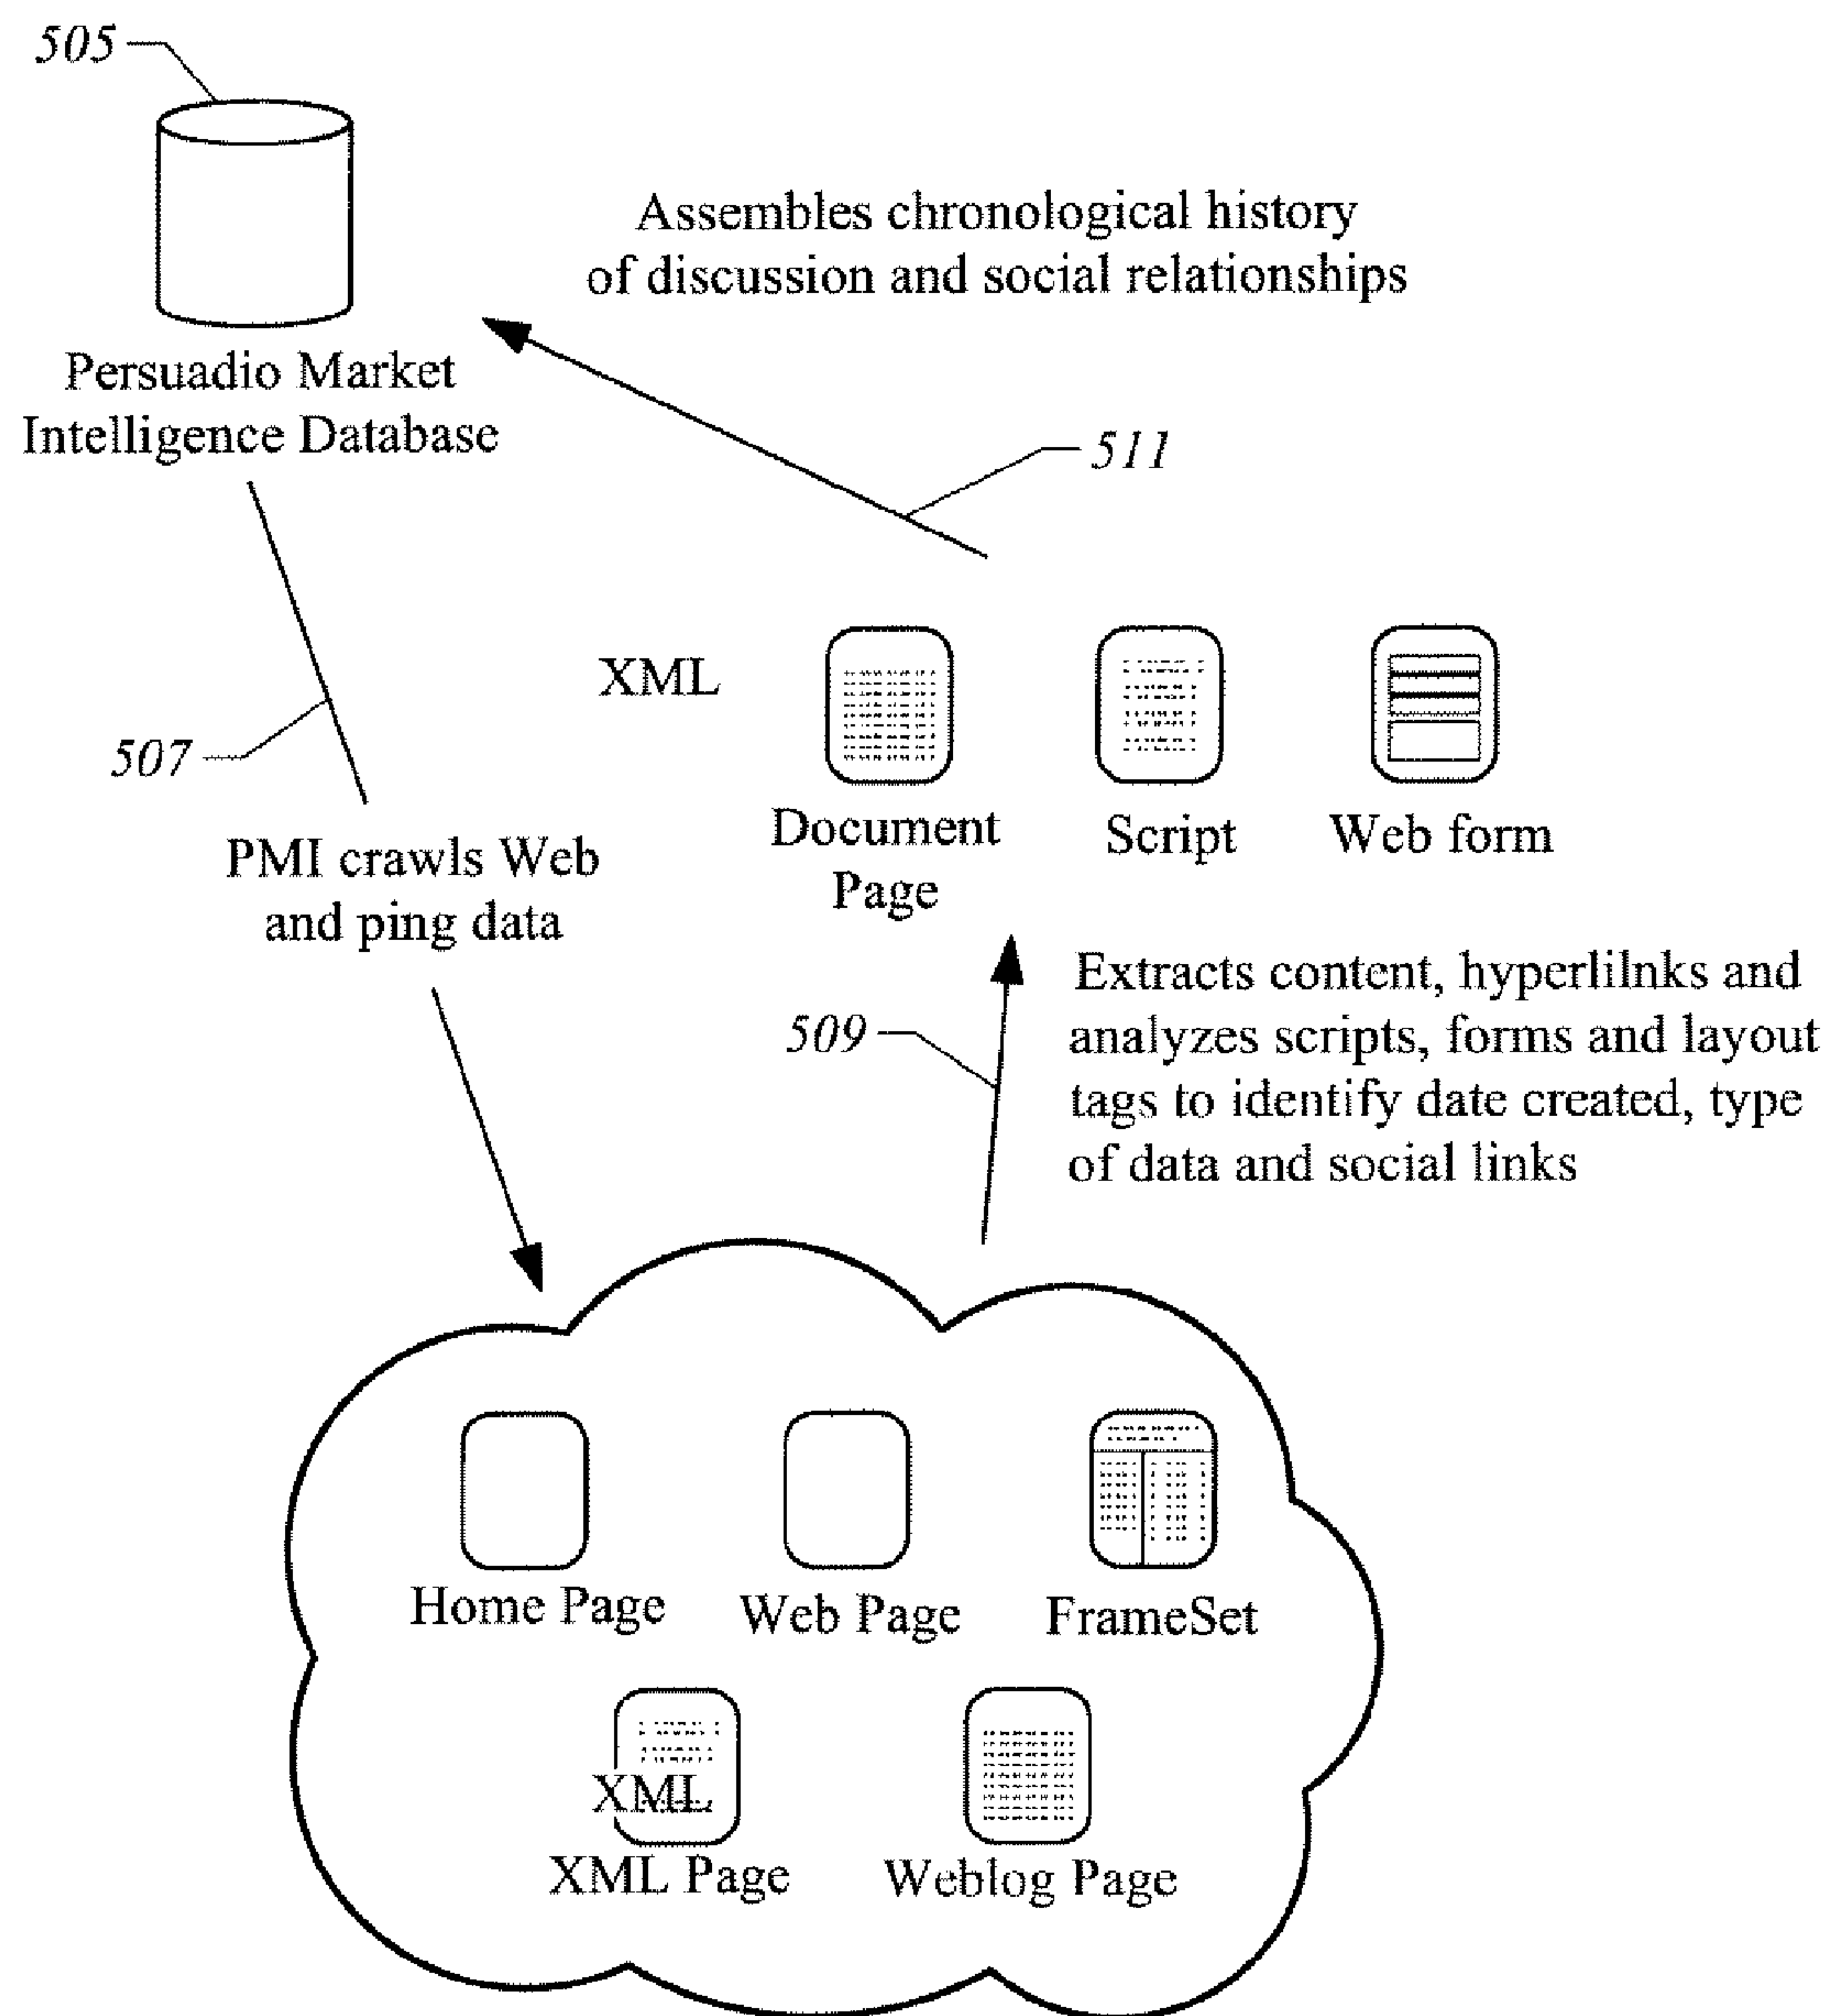 505
Persuadio Market
Intelligence Database
Assembles chronological history
of discussion and social relationships
511
507
PMI crawls Web
and ping data
XML
Document
Page
Script
Web form
509
Extracts content, hyperlilnks and
analyzes scripts, forms and layout
tags to identify date created, type
of data and social links
Home Page
Web Page
FrameSet
XML
XML Page
Weblog Page